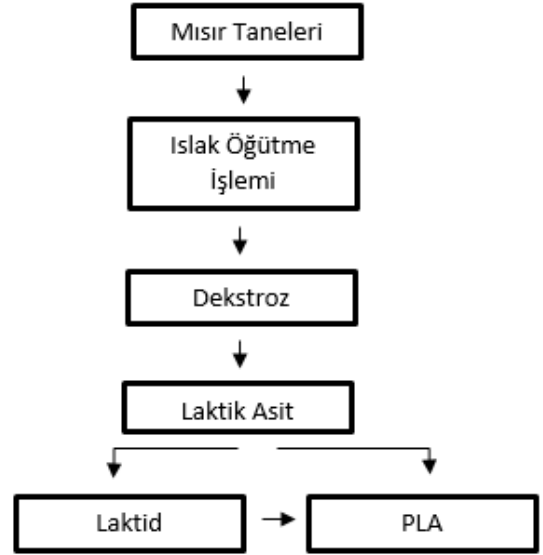 Mısır Taneleri
Islak Öğütme
İşlemi
Dekstroz
Laktik Asit
Laktid
PLA